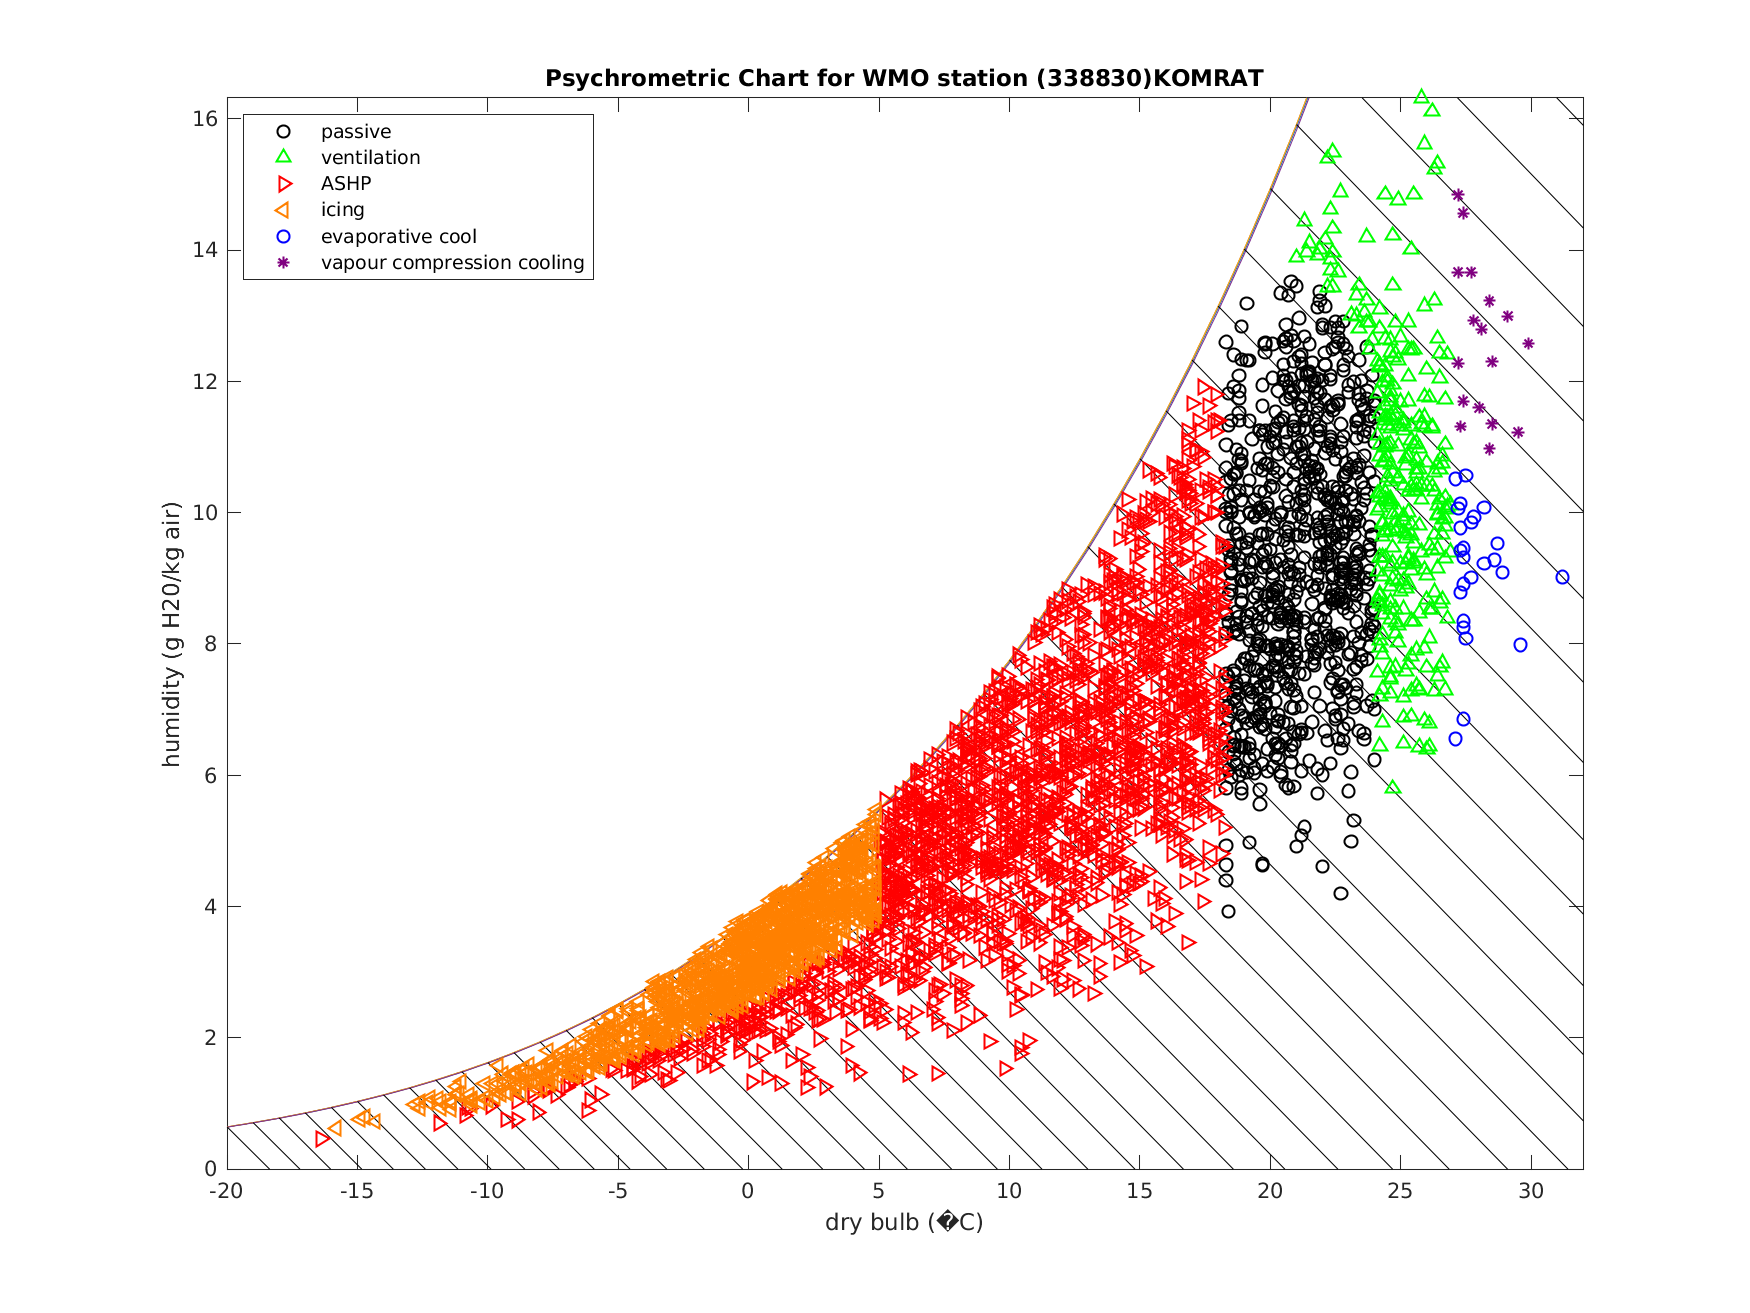 Psychrometric Chart for WMO station (338830)KOMRAT
passive
ventilation
ASHP
icing
evaporative cool
vapour compression cooling
humidity (g H20/kg air)
16
14
12
10
8
6
4
2
0
-20 -15 -10 -5 0 5 10 15 20 25 30
dry bulb (�C)